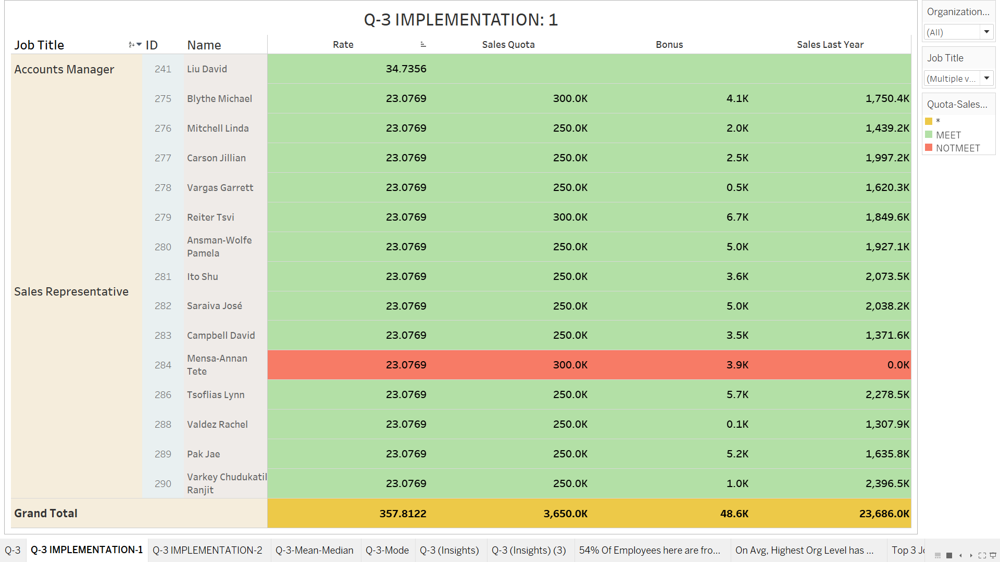 Q-3 IMPLEMENTATION: 1
Job Title ID Name Rate Sales Quota Bonus Sales Last Year
Accounts Manager 241 Liu David 34.7356
275 Blythe Michael 23.0769 300.0K 4.1K 1,750.4K
276 Mitchell Linda 23.0769 250.0K 2.0K 1,439.2K
277 Carson Jillian 23.0769 250.0K 2.5K 1,997.2K
278 Vargas Garrett 23.0769 250.0K 0.5K 1,620.3K
279 Reiter Tsvi 23.0769 300.0K 6.7K 1,849.6K
280 Ansman-Wolfe Pamela 23.0769 250.0K 5.0K 1,927.1K
281 Ito Shu 23.0769 250.0K 3.6K 2,073.5K
Sales Representative
282 Saraiva José 23.0769 250.0K 5.0K 2,038.2K
283 Campbell David 23.0769 250.0K 3.5K 1,371.6K
284 Mensa-Annan Tete 23.0769 300.0K 3.9K 0.0K
286 Tsoflias Lynn 23.0769 250.0K 5.7K 2,278.5K
288 Valdez Rachel 23.0769 250.0K 0.1K 1,307.9K
289 Pak Jae 23.0769 250.0K 5.2K 1,635.8K
290 Varkey Chudukatil Ranjit 23.0769 250.0K 1.0K 2,396.5K
Grand Total 357.8122 3,650.0K 48.6K 23,686.0K
Organization...
(All)
Job Title
(Multiple v...
Quota-Sales...
*
MEET
NOTMEET
Q-3 Q-3 IMPLEMENTATION-1 Q-3 IMPLEMENTATION-2 Q-3-Mean-Median Q-3-Mode Q-3 (Insights) Q-3 (Insights) (3) 54% Of Employees here are fro... On Avg, Highest Org Level has ... Top 3